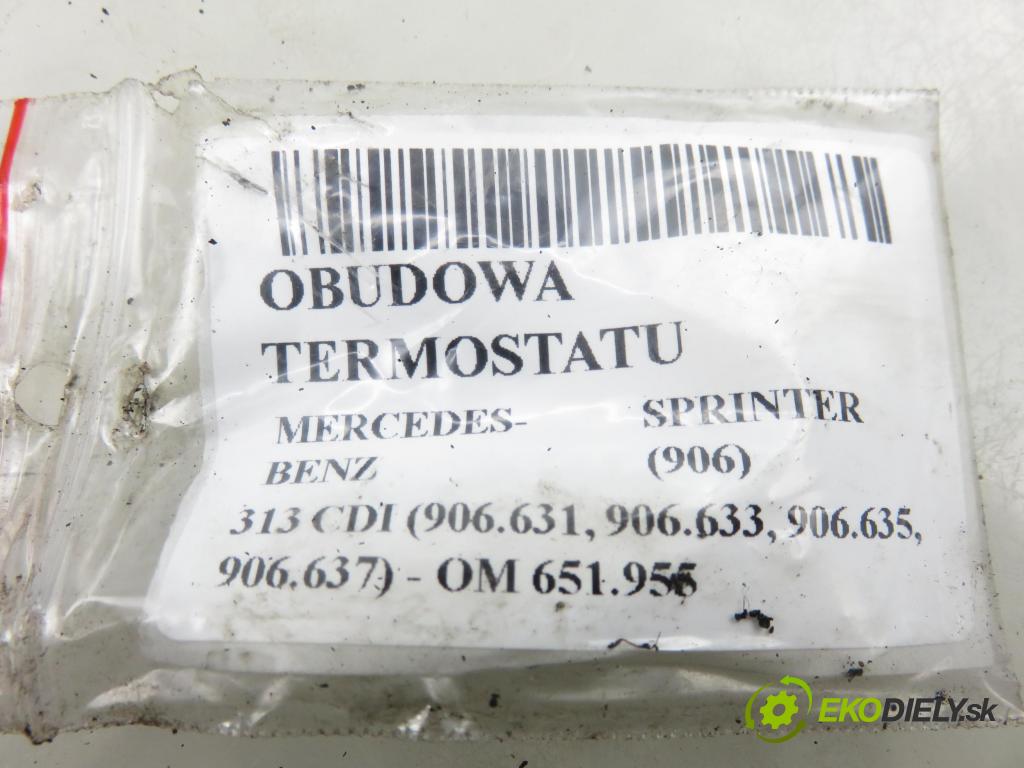 OBUDOWA
TERMOSTATU
MERCEDES- SPRINTER
BENZ (906)
313 CDI (906.631, 906.633, 906.635,
906.637) - OM 651.955
EKODIELY.sk